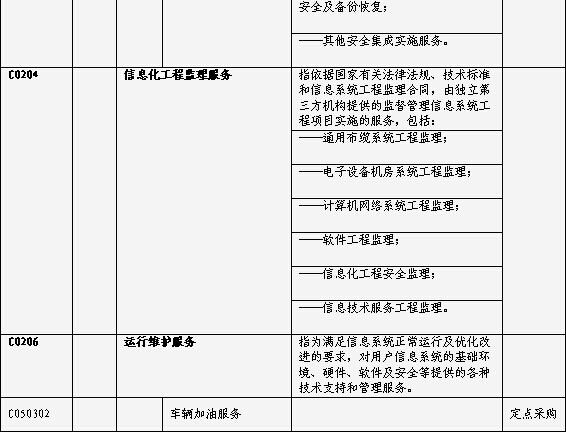 安全及备份恢复；
——其他安全集成实施服务。
C0204
信息化工程监理服务
指依据国家有关法律法规、技术标准
和信息系统工程监理合同，由独立第
三方机构提供的监督管理信息系统工
程项目实施的服务，包括：
——通用布缆系统工程监理；
——电子设备机房系统工程监理；
——计算机网络系统工程监理；
——软件工程监理；
——信息化工程安全监理；
——信息技术服务工程监理。
C0206
运行维护服务
指为满足信息系统正常运行及优化改
进的要求，对用户信息系统的基础环
境、硬件、软件及安全等提供的各种
技术支持和管理服务。
C050302
车辆加油服务
定点采购